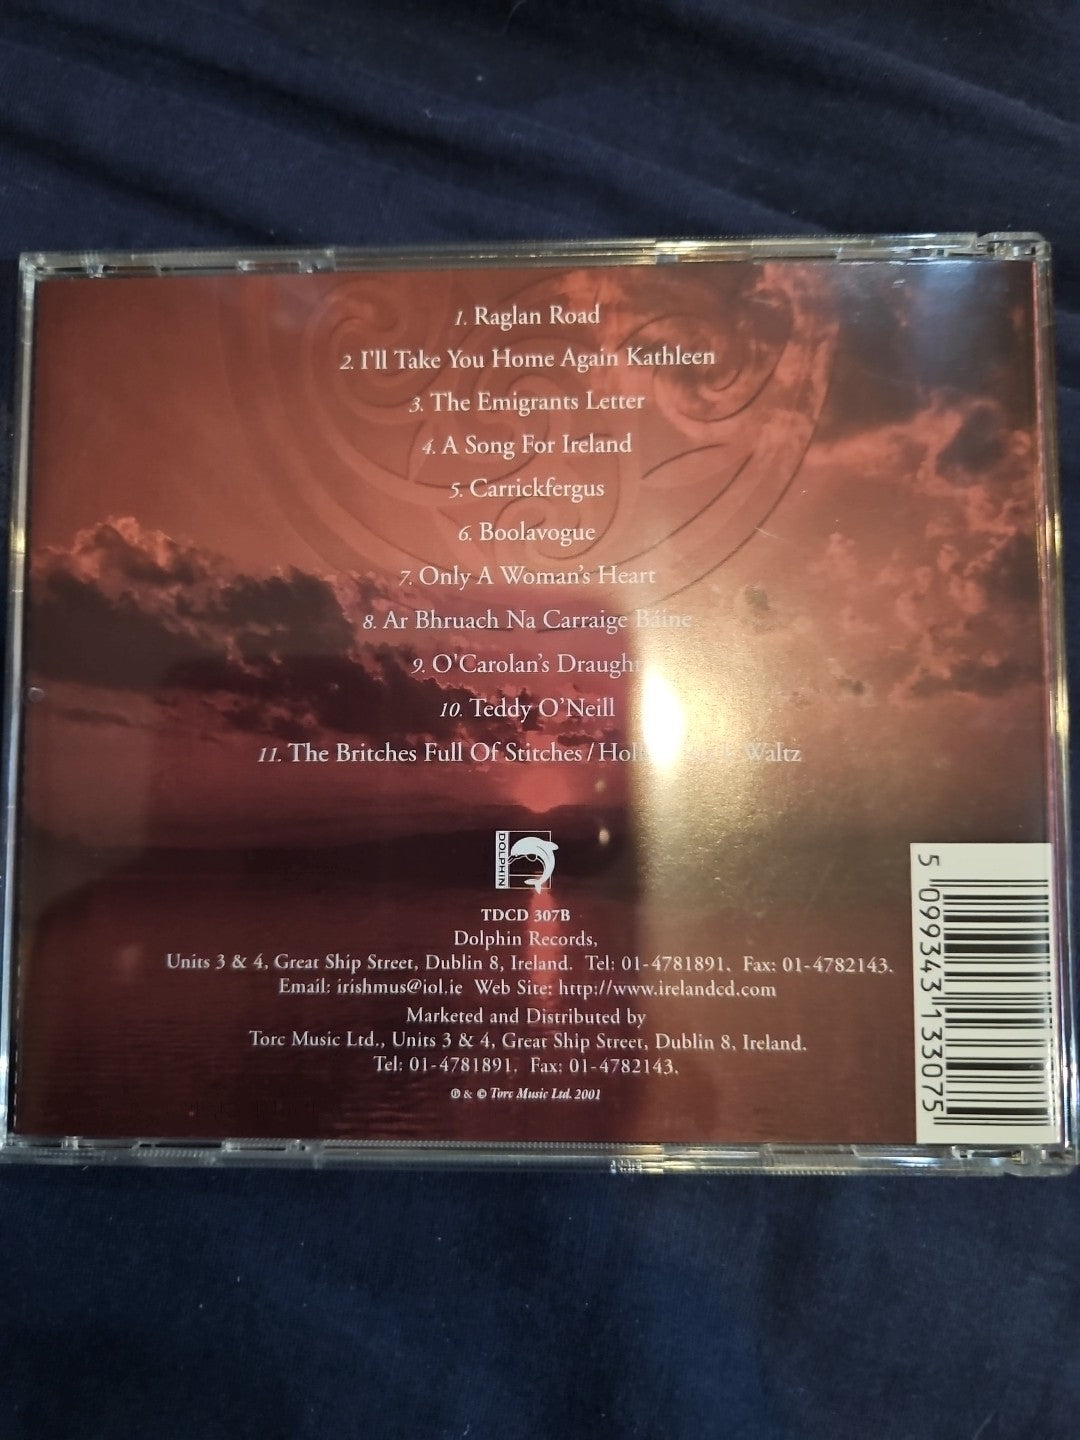 1. Raglan Road
2. I'll Take You Home Again Kathleen
3. The Emigrants Letter
4. A Song For Ireland
5. Carrickfergus
6. Boolavogue
7. Only A Woman's Heart
8. Ar Bhruach Na Carraige Báine
9. O'Carolan's Draught
10. Teddy O'Neill
11. The Britches Full Of Stitches / Waltz
DOLPHIN
TDCD 307B
Dolphin Records,
Units 3 & 4, Great Ship Street, Dublin 8, Ireland. Tel: 01-4781891. Fax: 01-4782143.
Email: irishmus@iol.ie Web Site: http://www.irelandcd.com
Marketed and Distributed by
Torc Music Ltd., Units 3 & 4, Great Ship Street, Dublin 8, Ireland.
Tel: 01-4781891. Fax: 01-4782143.
℗ & © Torc Music Ltd. 2001
5 099343 133075